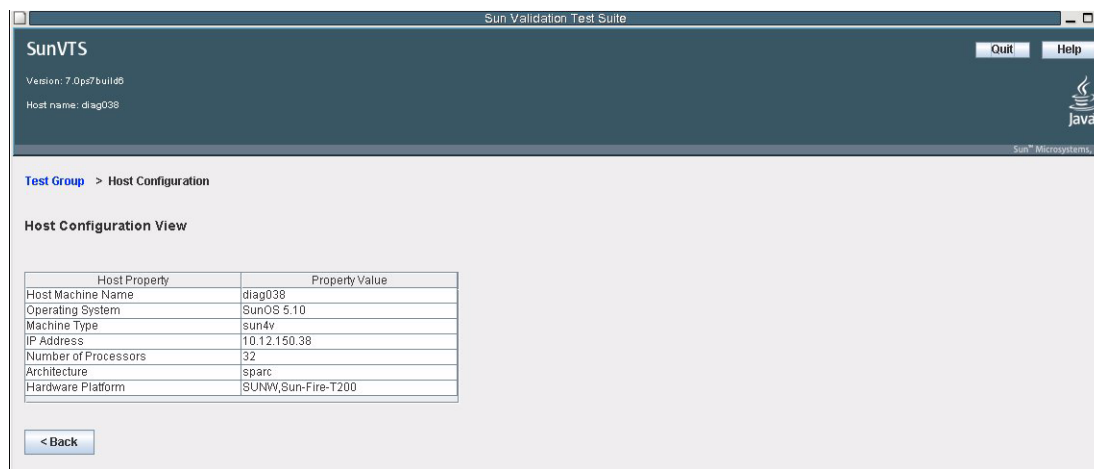 Sun Validation Test Suite
SunVTS
Quit Help
Version: 7.0ps7build6
Host name: diag038
Java
Sun™ Microsystems,
Test Group > Host Configuration
Host Configuration View
Host Property Property Value
Host Machine Name diag038
Operating System SunOS 5.10
Machine Type sun4v
IP Address 10.12.150.38
Number of Processors 32
Architecture sparc
Hardware Platform SUNW,Sun-Fire-T200
< Back